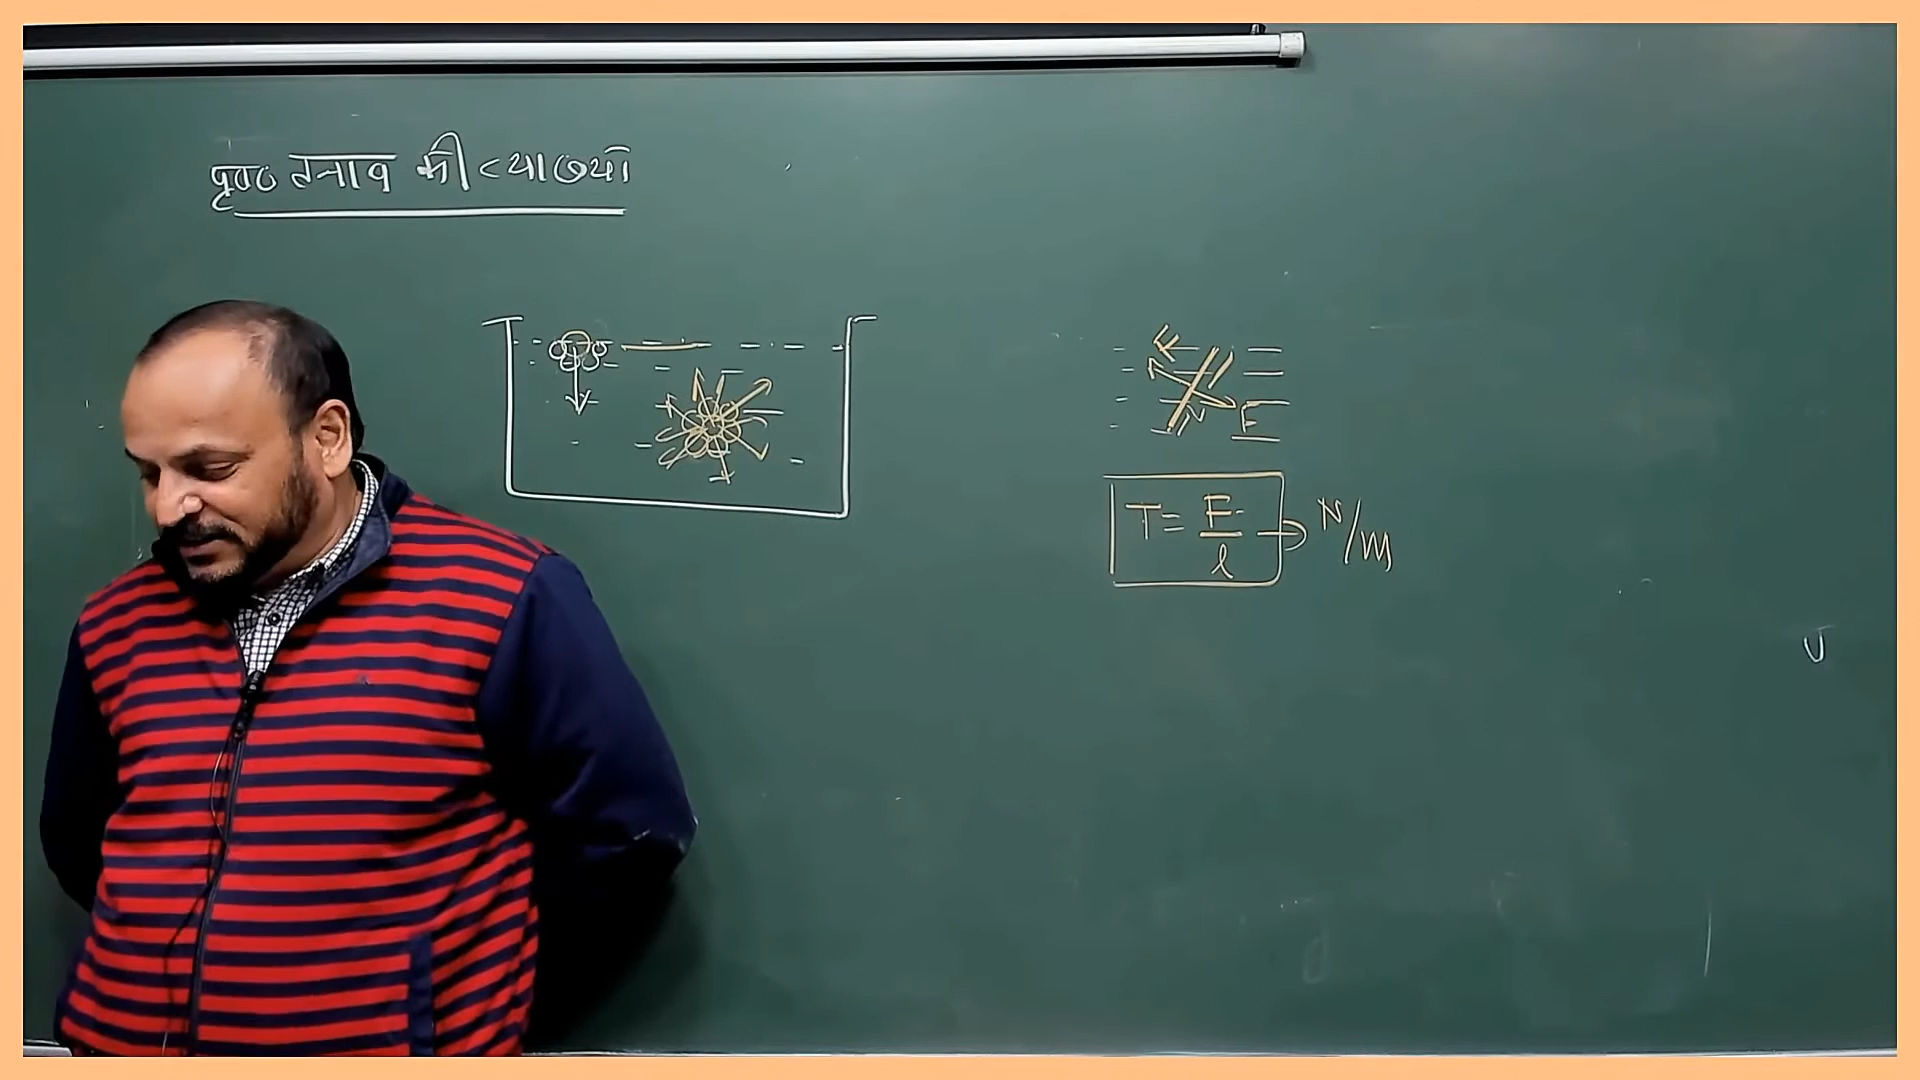 पृष्ठ तनाव की व्याख्या
F
F
T = F/l → N/m